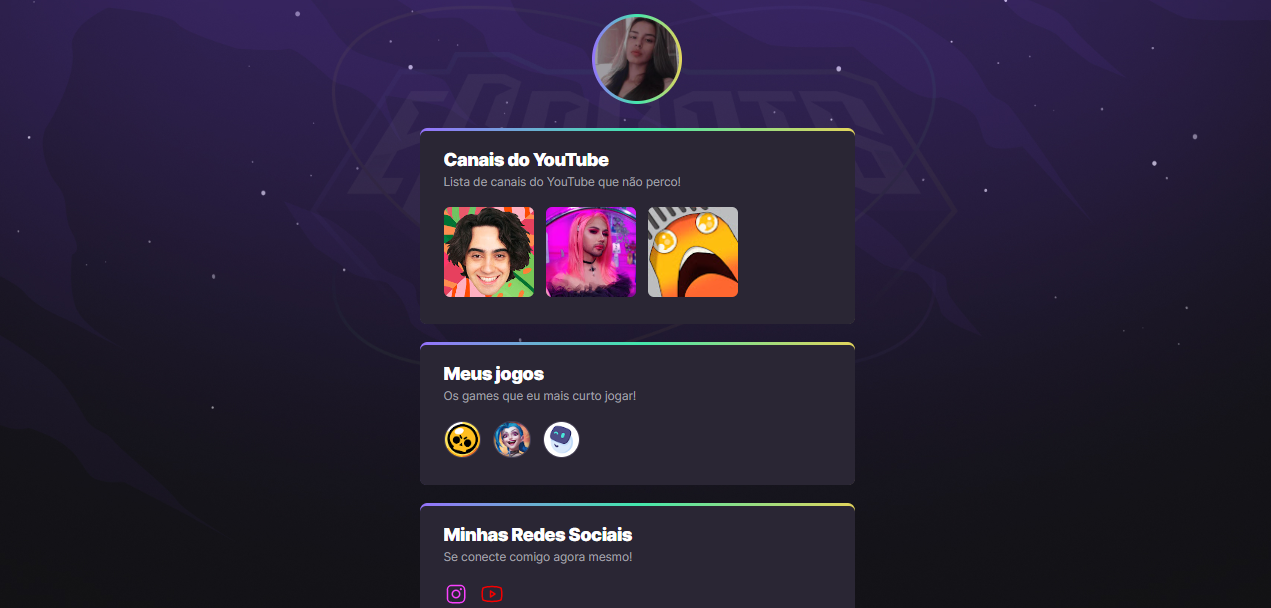 Canais do YouTube
Lista de canais do YouTube que não perco!
Meus jogos
Os games que eu mais curto jogar!
Minhas Redes Sociais
Se conecte comigo agora mesmo!